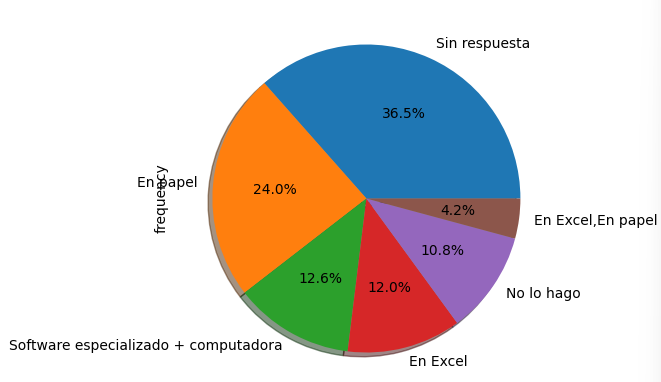 Sin respuesta
36.5%
En papel
24.0%
frequency
4.2%
En Excel,En papel
10.8%
12.6%
12.0%
No lo hago
Software especializado + computadora
En Excel